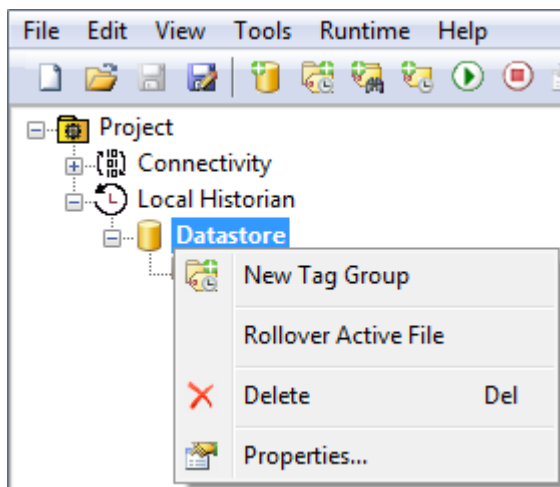 File Edit View Tools Runtime Help
Project
Connectivity
Local Historian
Datastore
New Tag Group
Rollover Active File
Delete Del
Properties...